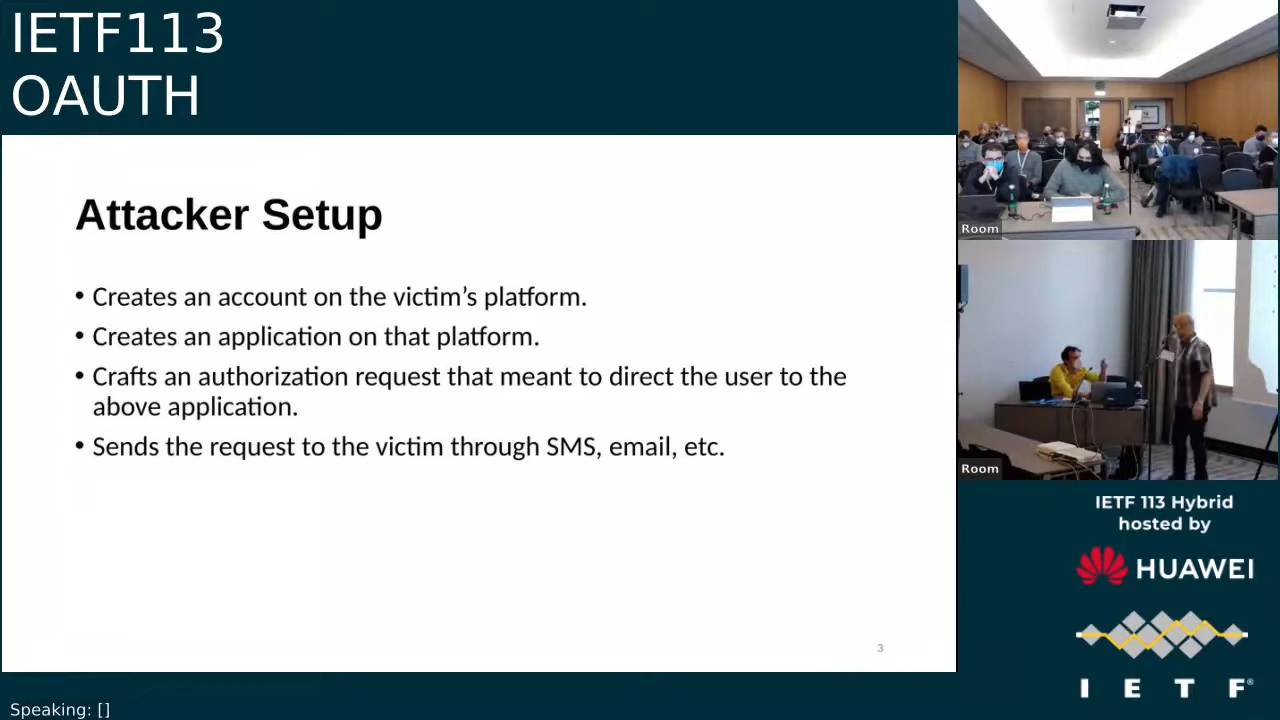 IETF113
OAUTH
Attacker Setup
• Creates an account on the victim’s platform.
• Creates an application on that platform.
• Crafts an authorization request that meant to direct the user to the
above application.
• Sends the request to the victim through SMS, email, etc.
3
Speaking: []
Room
Room
IETF 113 Hybrid
hosted by
HUAWEI
I E T F®